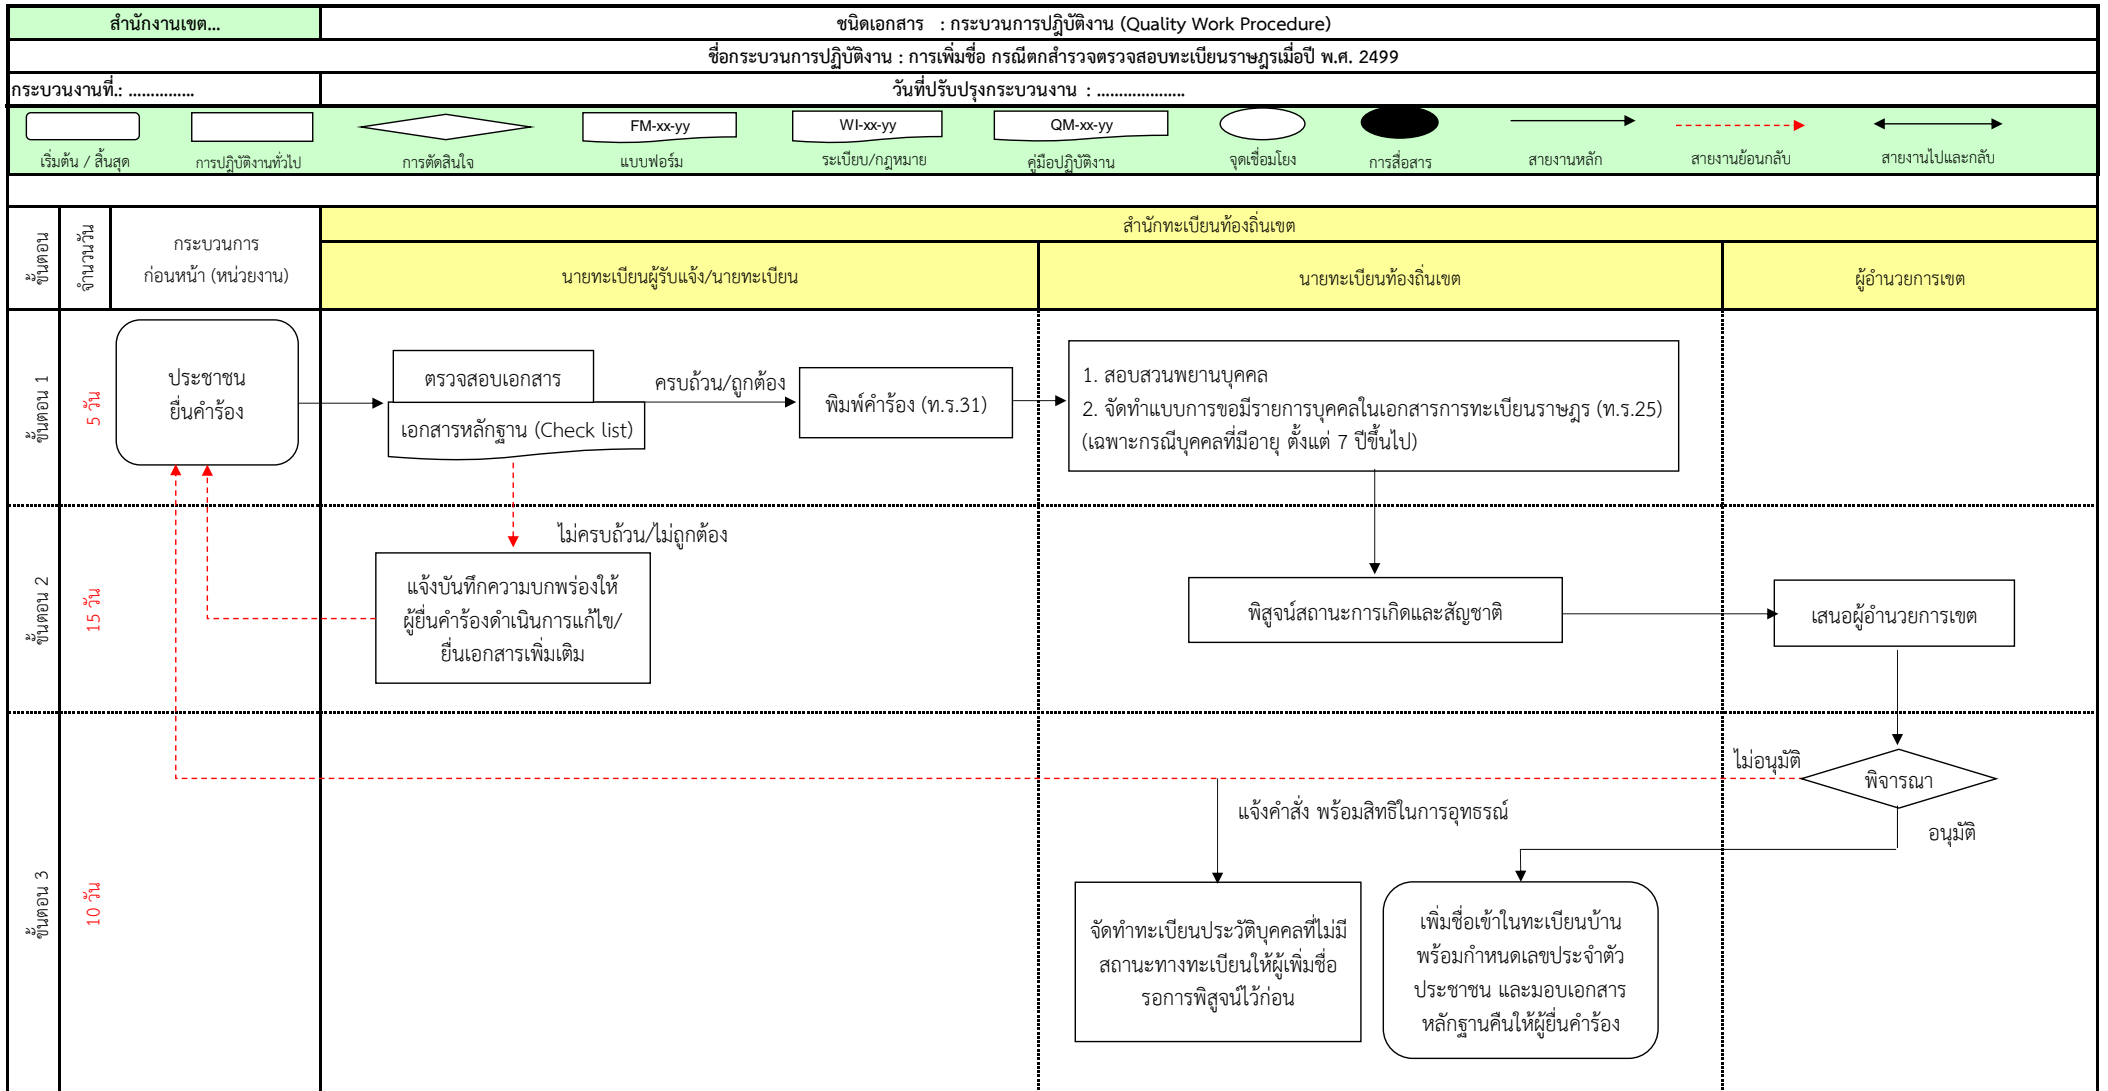 สำนักงานเขต...
ชนิดเอกสาร : กระบวนการปฎิบัติงาน (Quality Work Procedure)
ชื่อกระบวนการปฏิบัติงาน : การเพิ่มชื่อ กรณีตกสำรวจตรวจสอบทะเบียนราษฎรเมื่อปี พ.ศ. 2499
กระบวนงานที่.: ...............
วันที่ปรับปรุงกระบวนงาน : ....................
FM-xx-yy
WI-xx-yy
QM-xx-yy
เริ่มต้น / สิ้นสุด
การปฎิบัติงานทั่วไป
การตัดสินใจ
แบบฟอร์ม
ระเบียบ/กฎหมาย
คู่มือปฏิบัติงาน
จุดเชื่อมโยง
การสื่อสาร
สายงานหลัก
สายงานย้อนกลับ
สายงานไปและกลับ
ขั้นตอน
จำนวนวัน
กระบวนการ
ก่อนหน้า (หน่วยงาน)
สำนักทะเบียนท้องถิ่นเขต
นายทะเบียนผู้รับแจ้ง/นายทะเบียน
นายทะเบียนท้องถิ่นเขต
ผู้อำนวยการเขต
ขั้นตอน 1
5 วัน
ประชาชน
ยื่นคำร้อง
ตรวจสอบเอกสาร
เอกสารหลักฐาน (Check list)
ครบถ้วน/ถูกต้อง
พิมพ์คำร้อง (ท.ร.31)
1. สอบสวนพยานบุคคล
2. จัดทำแบบการขอมีรายการบุคคลในเอกสารการทะเบียนราษฎร (ท.ร.25)
(เฉพาะกรณีบุคคลที่มีอายุ ตั้งแต่ 7 ปีขึ้นไป)
ขั้นตอน 2
15 วัน
ไม่ครบถ้วน/ไม่ถูกต้อง
แจ้งบันทึกความบกพร่องให้
ผู้ยื่นคำร้องดำเนินการแก้ไข/
ยื่นเอกสารเพิ่มเติม
พิสูจน์สถานะการเกิดและสัญชาติ
เสนอผู้อำนวยการเขต
ขั้นตอน 3
10 วัน
ไม่อนุมัติ
พิจารณา
แจ้งคำสั่ง พร้อมสิทธิในการอุทธรณ์
อนุมัติ
จัดทำทะเบียนประวัติบุคคลที่ไม่มี
สถานะทางทะเบียนให้ผู้เพิ่มชื่อ
รอการพิสูจน์ไว้ก่อน
เพิ่มชื่อเข้าในทะเบียนบ้าน
พร้อมกำหนดเลขประจำตัว
ประชาชน และมอบเอกสาร
หลักฐานคืนให้ผู้ยื่นคำร้อง